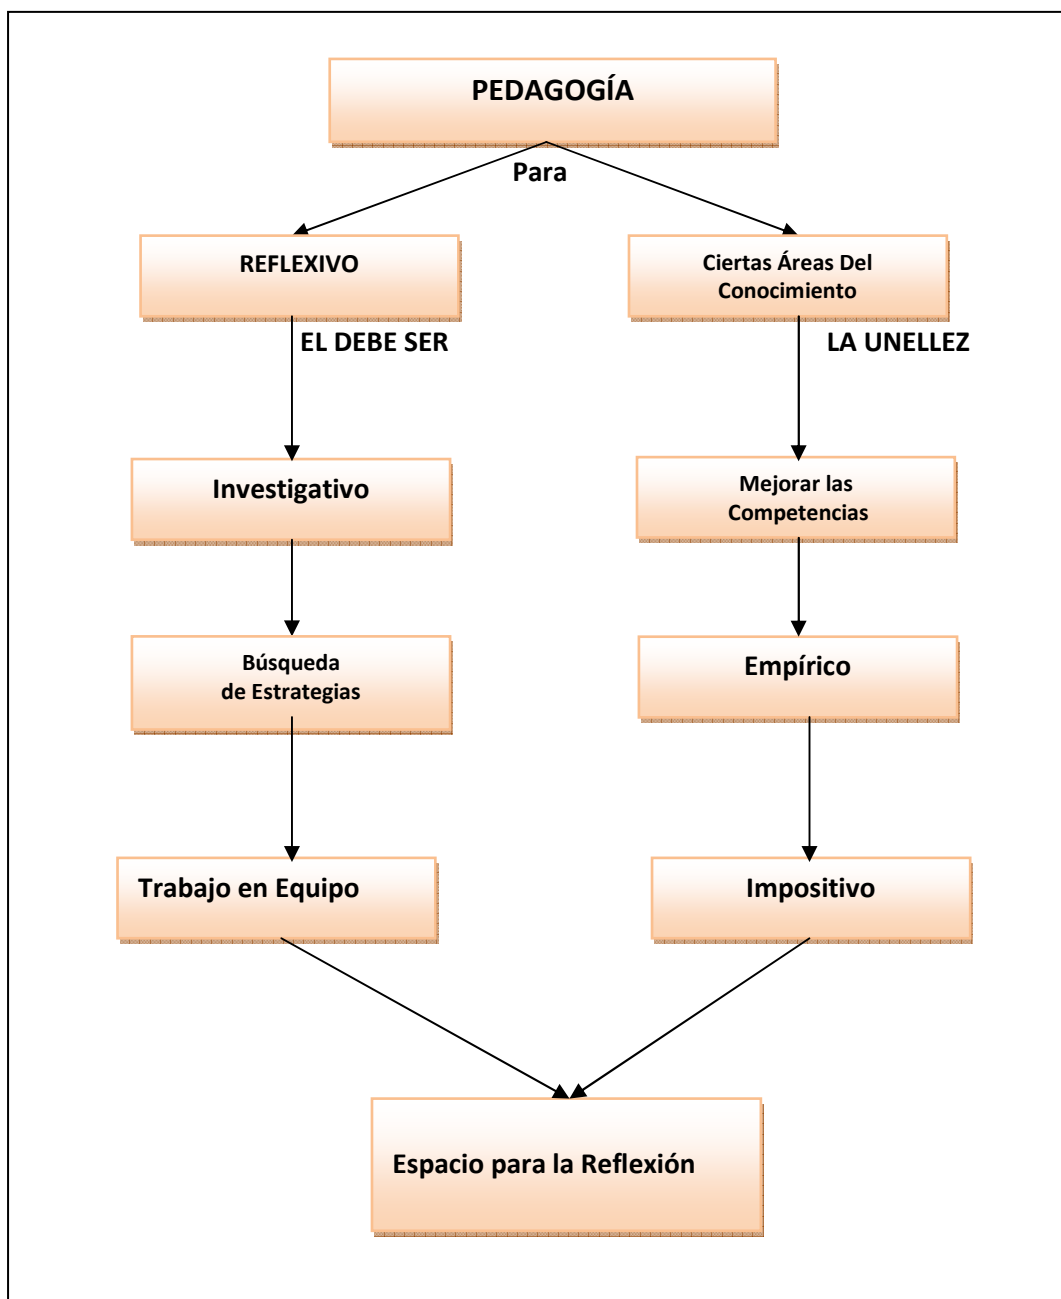 PEDAGOGÍA
Para
REFLEXIVO
Ciertas Áreas Del
Conocimiento
EL DEBE SER
LA UNELLEZ
Investigativo
Mejorar las
Competencias
Búsqueda
de Estrategias
Empírico
Trabajo en Equipo
Impositivo
Espacio para la Reflexión